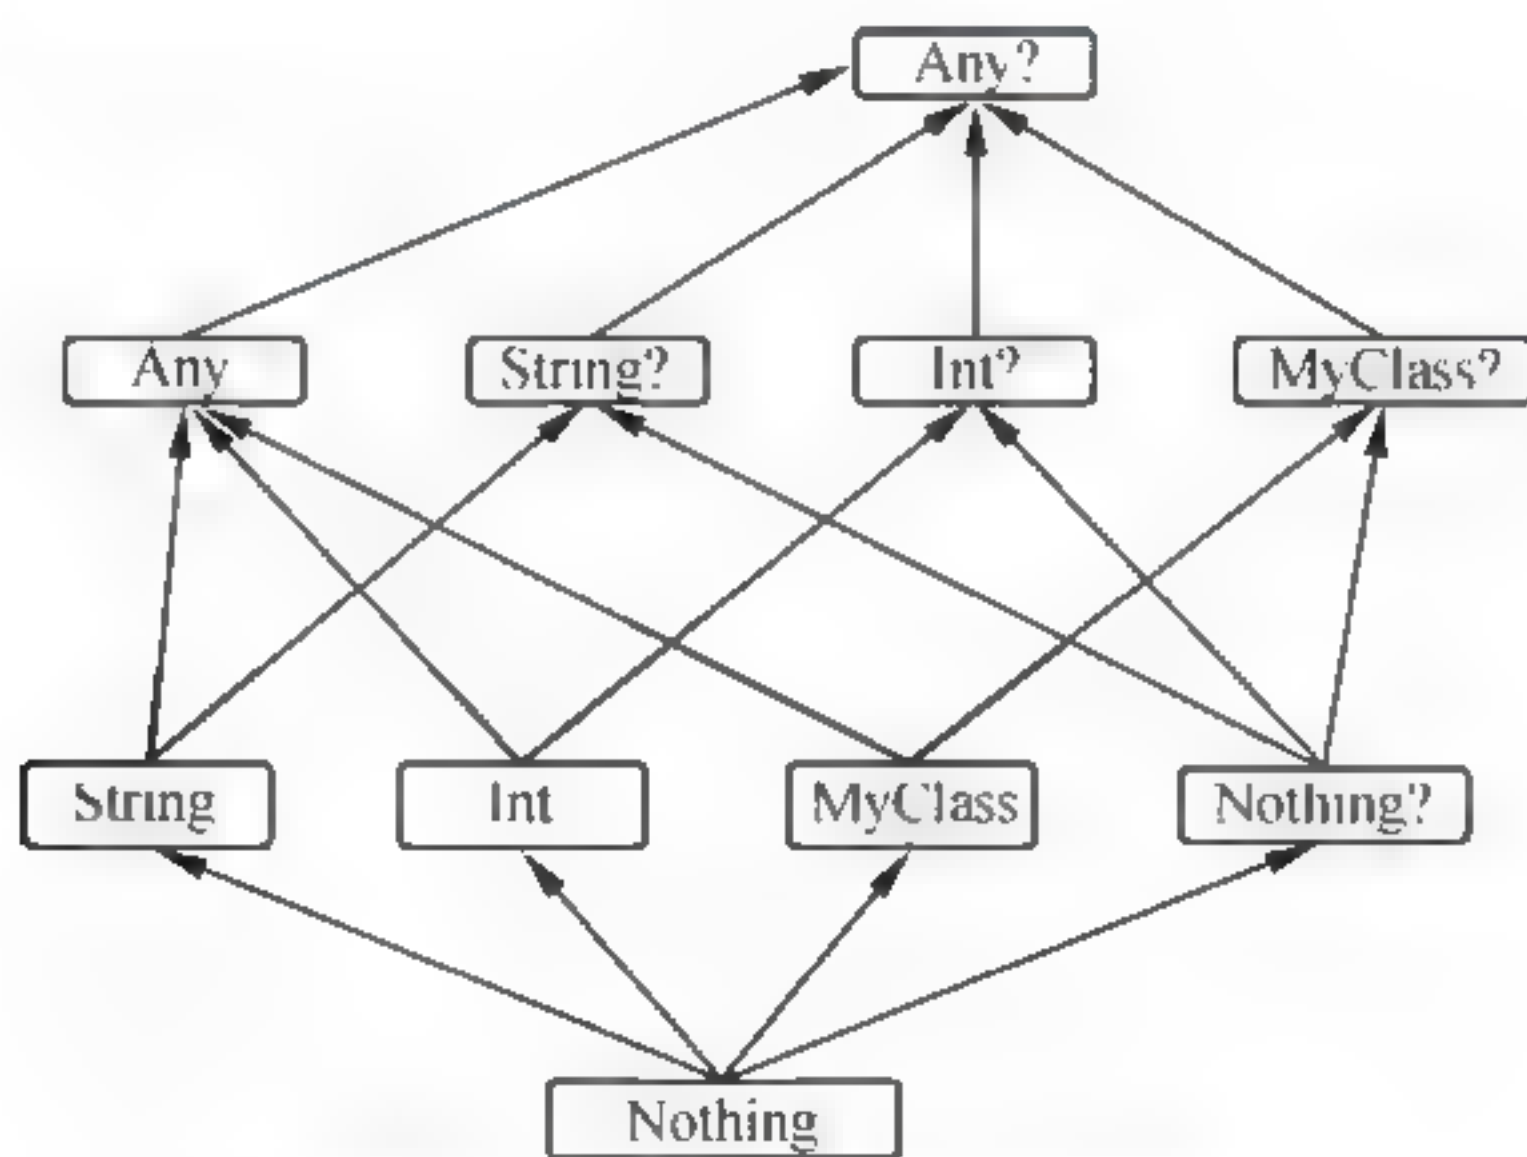 Any?
Any
String?
Int?
MyClass?
String
Int
MyClass
Nothing?
Nothing